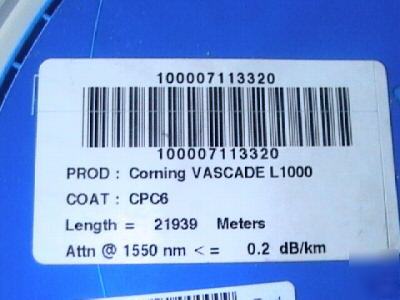 100007113320
100007113320
PROD : Corning VASCADE L1000
COAT : CPC6
Length = 21939 Meters
Attn @ 1550 nm < = 0.2 dB/km